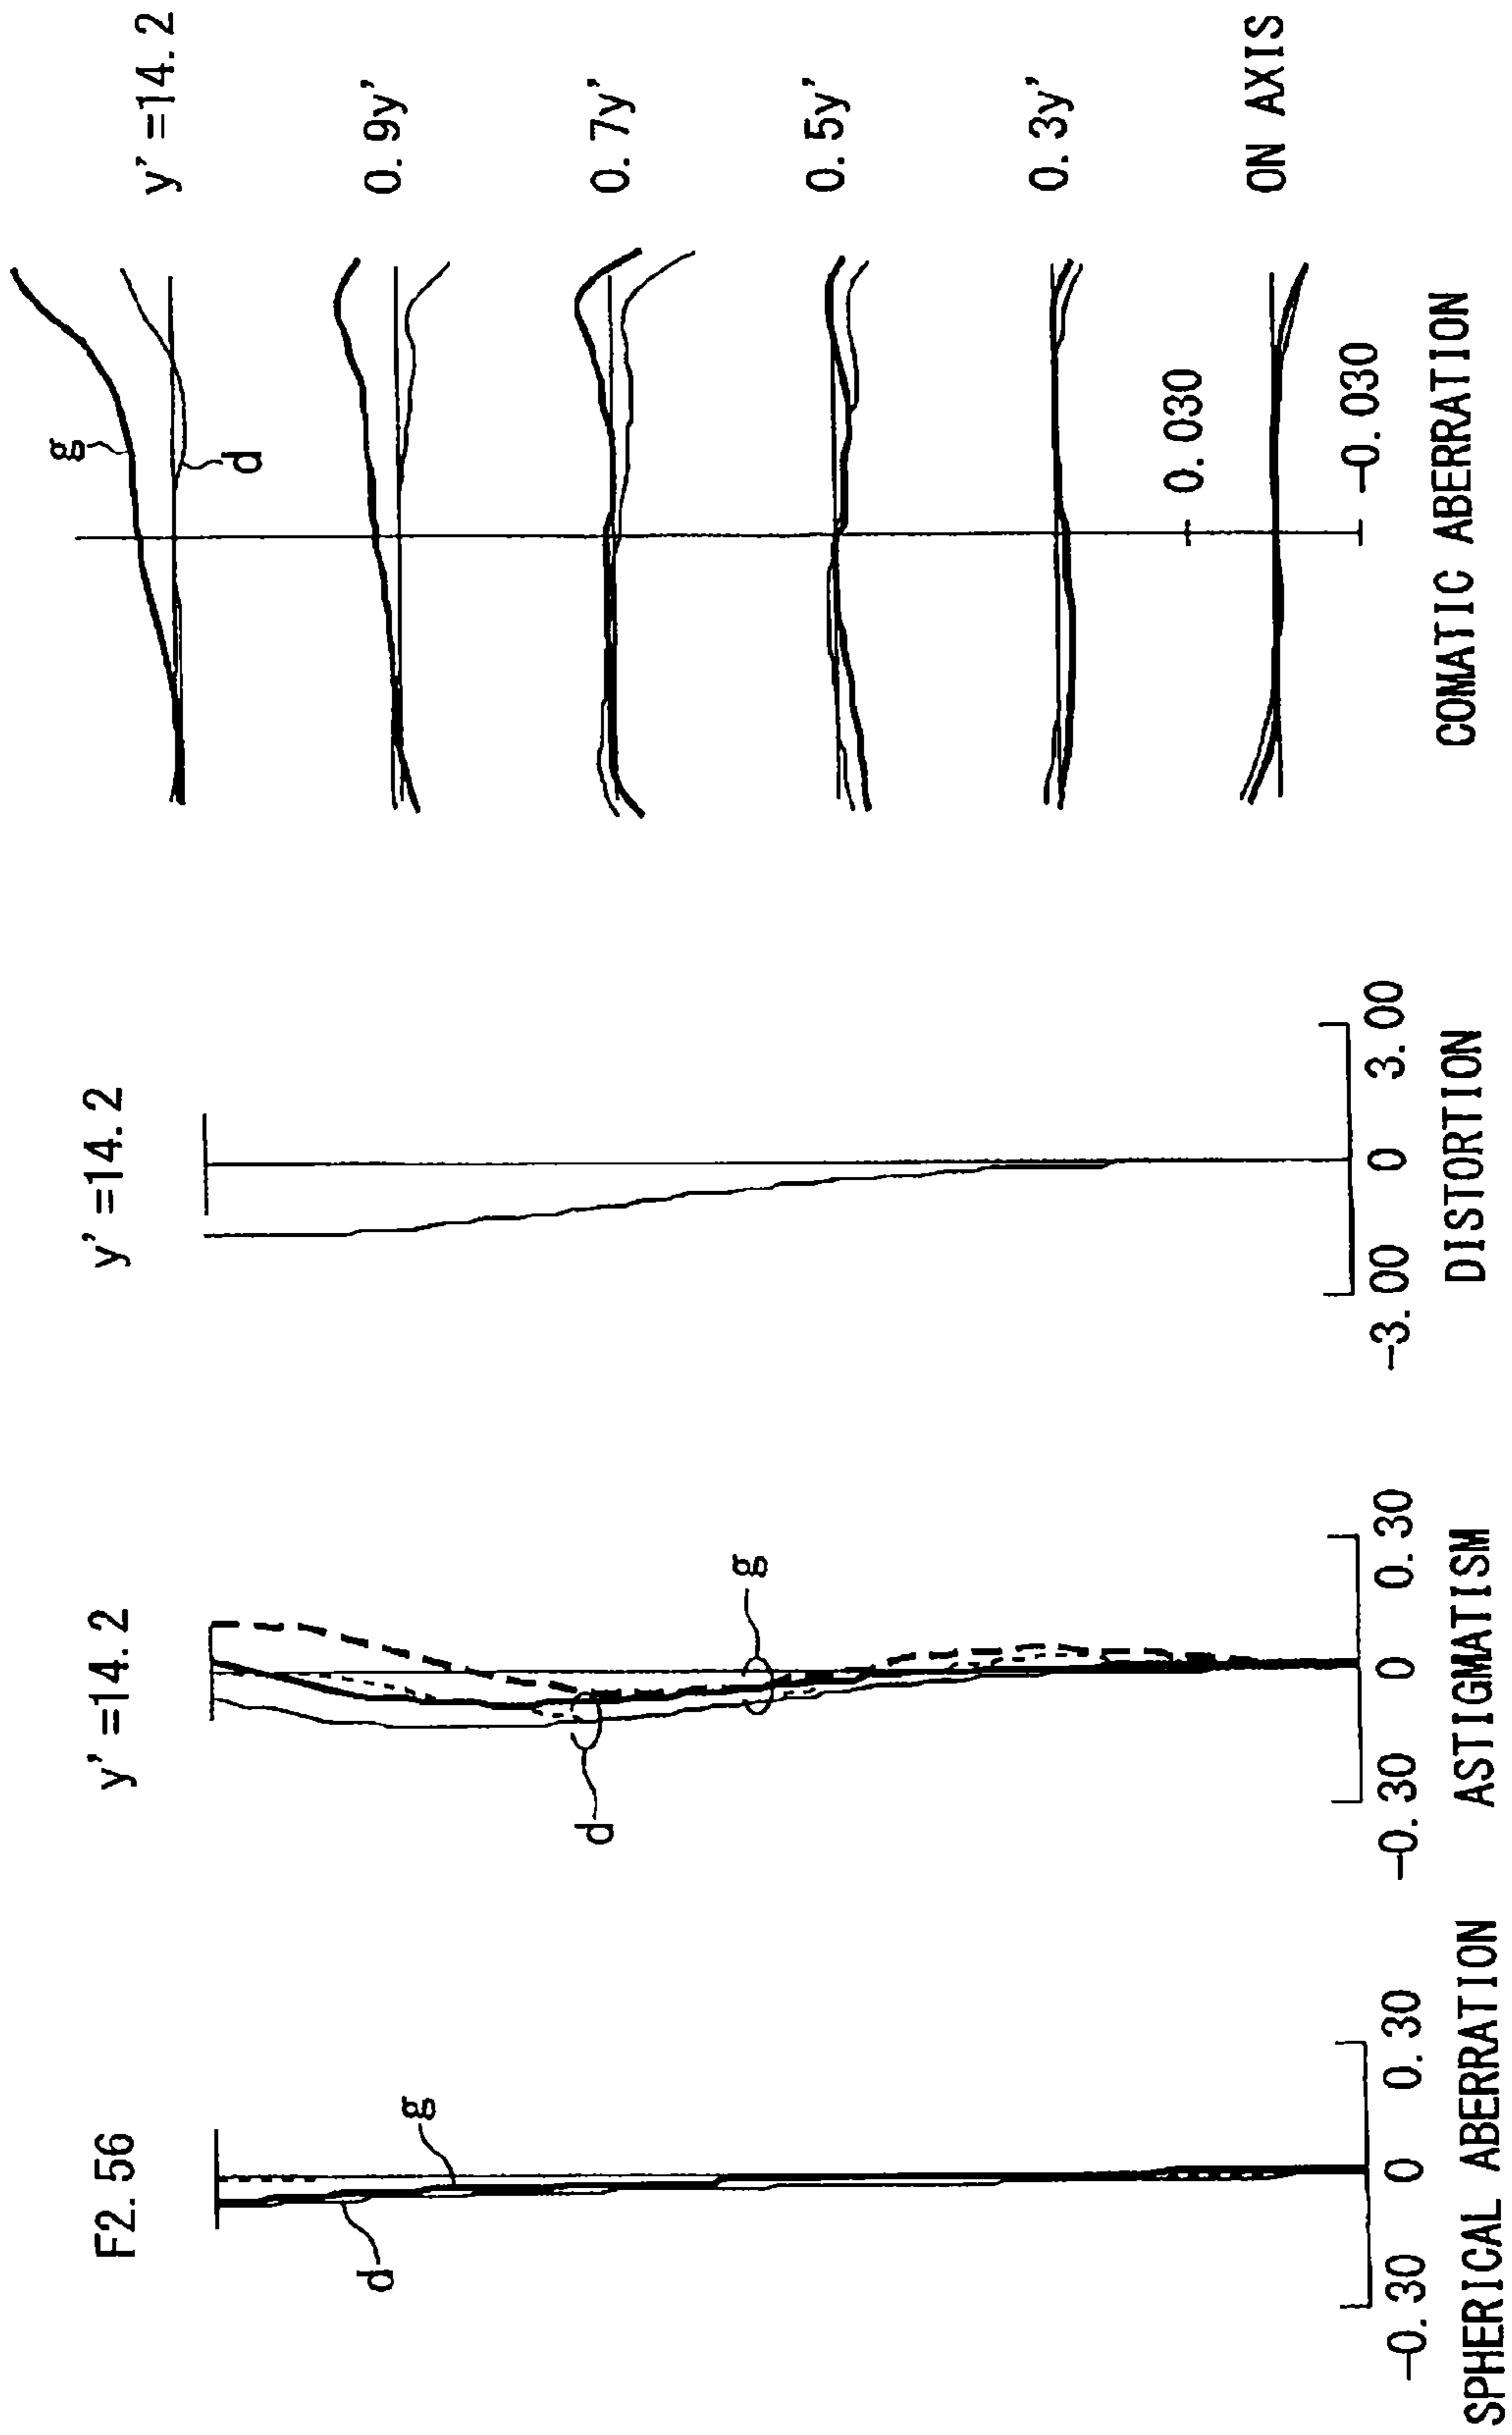 F2.56
d
g
-0.30
0
0.30
SPHERICAL ABERRATION
y'=14.2
d
g
-0.30
0
0.30
ASTIGMATISM
y'=14.2
-3.00
0
3.00
DISTORTION
g
d
y'=14.2
0.9y'
0.7y'
0.5y'
0.3y'
0.030
ON AXIS
-0.030
COMATIC ABERRATION